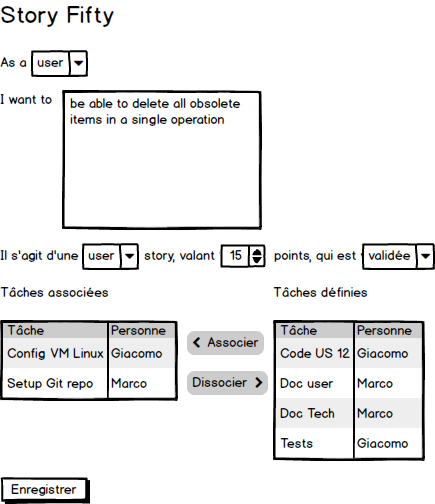 Story Fifty
As a user
I want to be able to delete all obsolete
items in a single operation
Il s'agit d'une user story, valant 15 points, qui est validée
Tâches associées
Tâche Personne
Config VM Linux Giacomo
Setup Git repo Marco
< Associer
Dissocier >
Tâches définies
Tâche Personne
Code US 12 Giacomo
Doc user Marco
Doc Tech Marco
Tests Giacomo
Enregistrer